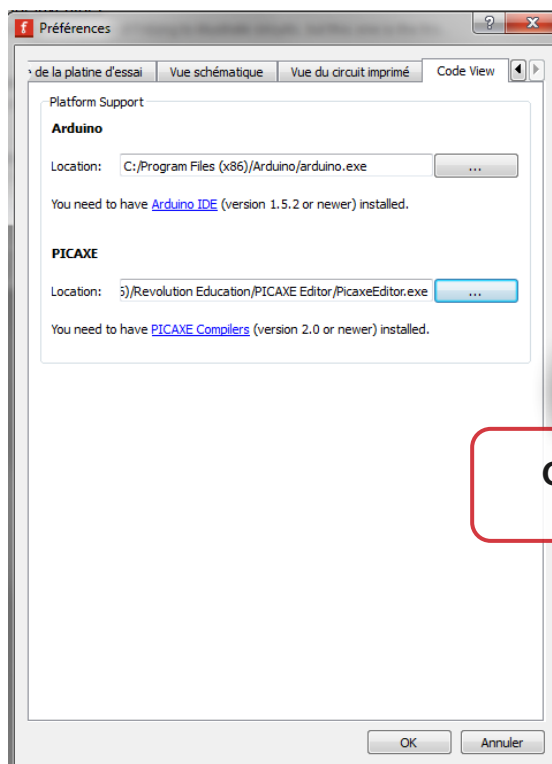 Préférences
de la platine d'essai Vue schématique Vue du circuit imprimé Code View
Platform Support
Arduino
Location: C:/Program Files (x86)/Arduino/arduino.exe ...
You need to have Arduino IDE (version 1.5.2 or newer) installed.
PICAXE
Location: 5)/Revolution Education/PICAXE Editor/PicaxeEditor.exe ...
You need to have PICAXE Compilers (version 2.0 or newer) installed.
OK Annuler